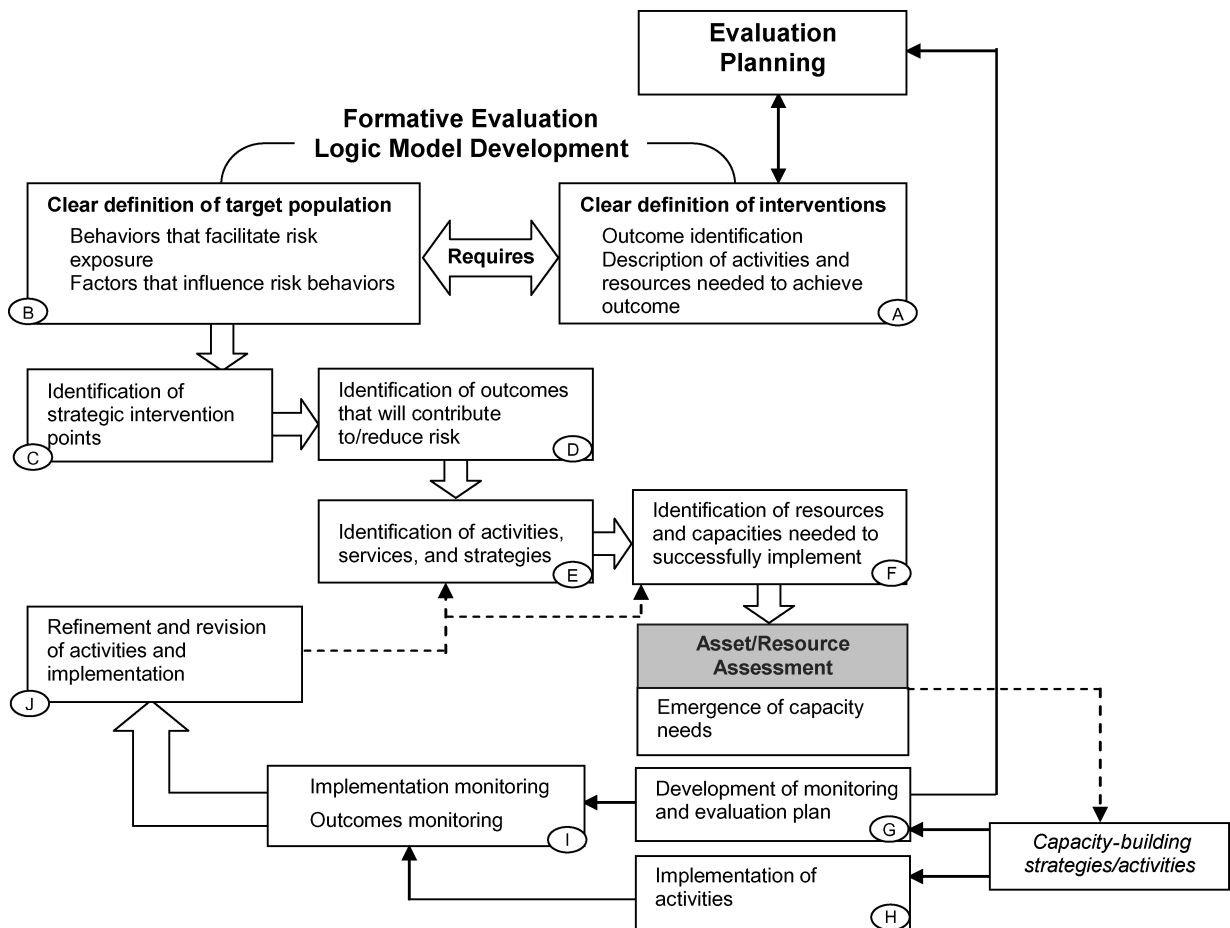 Evaluation
Planning
Formative Evaluation
Logic Model Development
Clear definition of target population
Behaviors that facilitate risk
exposure
Factors that influence risk behaviors
B
Requires
Clear definition of interventions
Outcome identification
Description of activities and
resources needed to achieve
outcome
A
Identification of
strategic intervention
points
C
Identification of outcomes
that will contribute
to/reduce risk
D
Identification of activities,
services, and strategies
E
Identification of resources
and capacities needed to
successfully implement
F
Refinement and revision
of activities and
implementation
J
Asset/Resource
Assessment
Emergence of capacity
needs
Implementation monitoring
Outcomes monitoring
I
Development of monitoring
and evaluation plan
G
Capacity-building
strategies/activities
Implementation of
activities
H